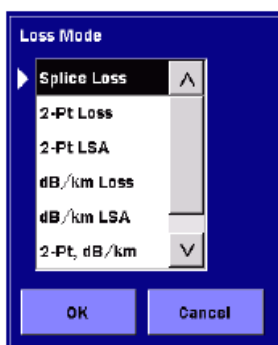 Loss Mode
Splice Loss
2-Pt Loss
2-Pt LSA
dB/km Loss
dB/km LSA
2-Pt, dB/km
OK
Cancel